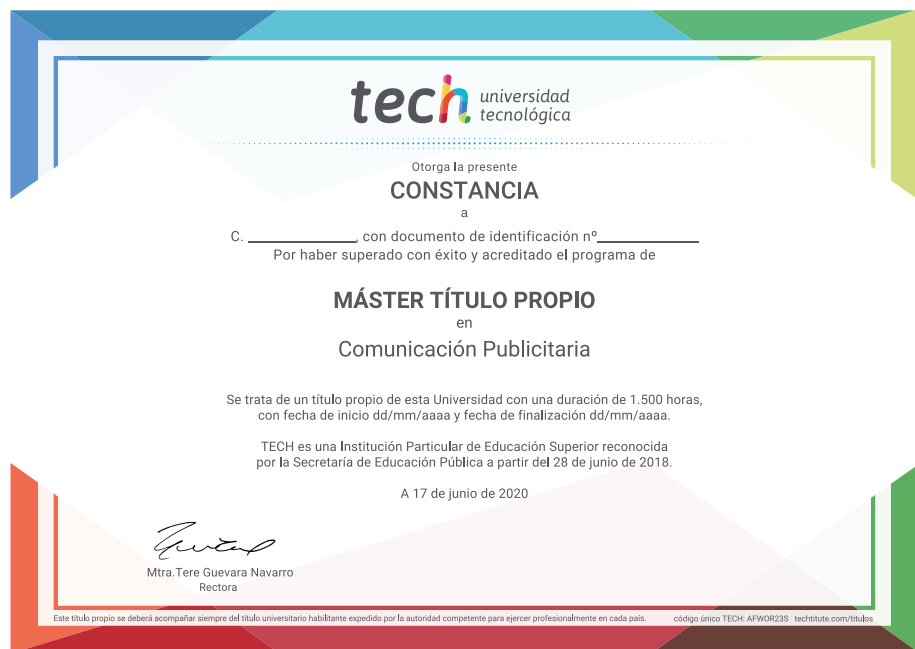 tech universidad
tecnológica
Otorga la presente
CONSTANCIA
a
C. ____________, con documento de identificación nº____________
Por haber superado con éxito y acreditado el programa de
MÁSTER TÍTULO PROPIO
en
Comunicación Publicitaria
Se trata de un título propio de esta Universidad con una duración de 1.500 horas,
con fecha de inicio dd/mm/aaaa y fecha de finalización dd/mm/aaaa.
TECH es una Institución Particular de Educación Superior reconocida
por la Secretaría de Educación Pública a partir del 28 de junio de 2018.
A 17 de junio de 2020
Mtra.Tere Guevara Navarro
Rectora
Este título propio se deberá acompañar siempre del título universitario habilitante expedido por la autoridad competente para ejercer profesionalmente en cada país. código único TECH: AFWOR23S techtitute.com/titulos